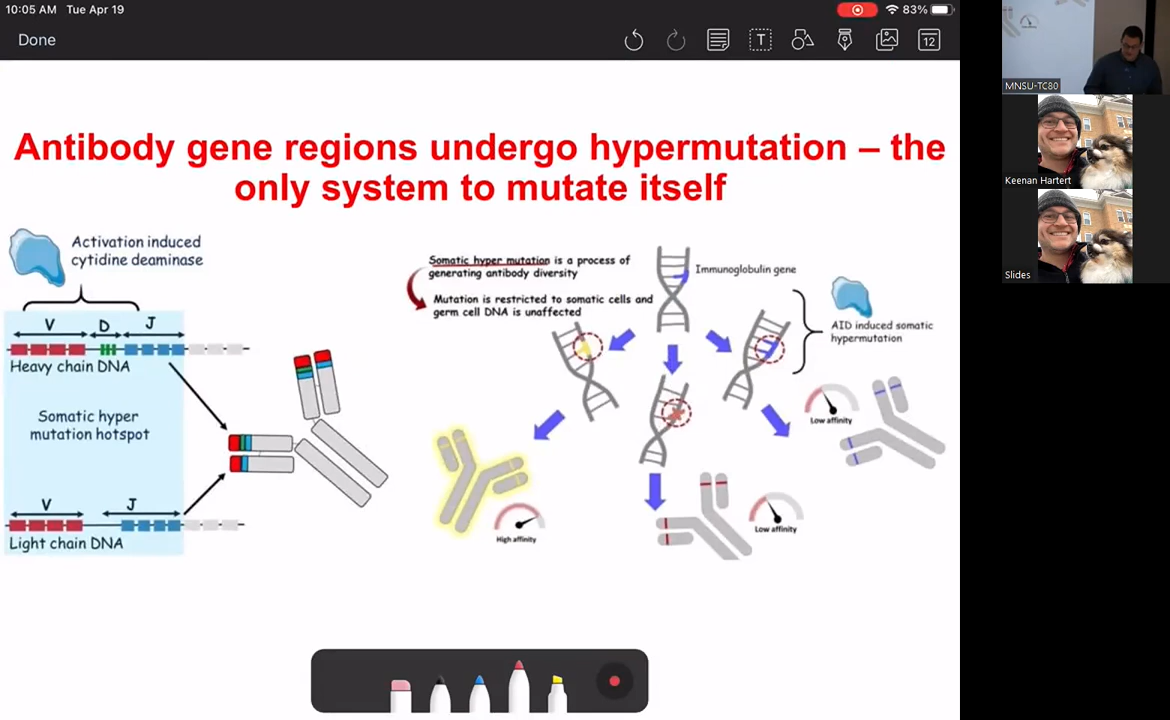 10:05 AM Tue Apr 19
83%
Done
T
12
Antibody gene regions undergo hypermutation – the
only system to mutate itself
Activation induced
cytidine deaminase
V
D
J
Heavy chain DNA
Somatic hyper
mutation hotspot
V
J
Light chain DNA
Somatic hyper mutation is a process of
generating antibody diversity
Mutation is restricted to somatic cells and
germ cell DNA is unaffected
Immunoglobulin gene
AID induced somatic
hypermutation
High affinity
Low affinity
Low affinity
MNSU-TC80
Keenan Hartert
Slides